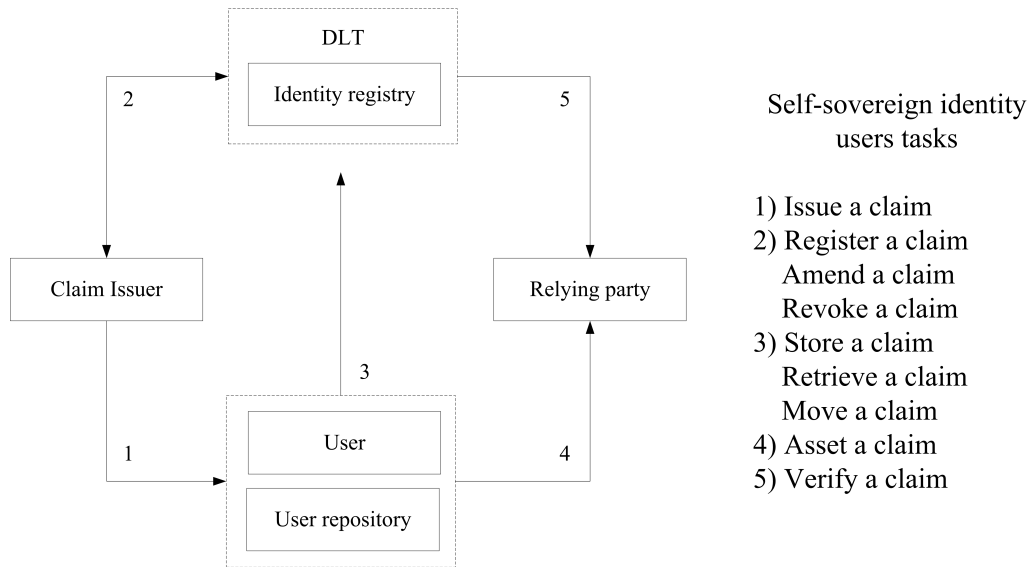 DLT
Identity registry
2
5
Claim Issuer
Relying party
3
User
1
4
User repository
Self-sovereign identity
users tasks
1) Issue a claim
2) Register a claim
Amend a claim
Revoke a claim
3) Store a claim
Retrieve a claim
Move a claim
4) Asset a claim
5) Verify a claim